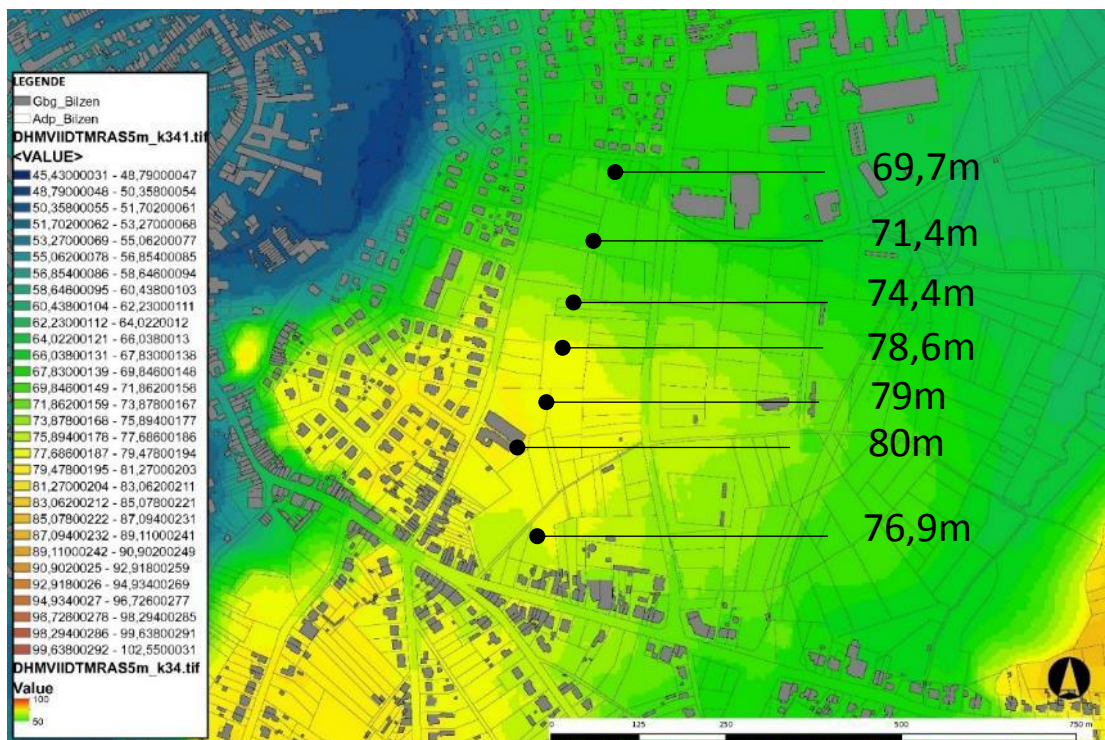 LEGENDE
Gbg_Bilzen
Adp_Bilzen
DHMVIIDTMRAS5m_k341.tif
<VALUE>
45,43000031 - 48,79000047
48,79000048 - 50,35800054
50,35800055 - 51,70200061
51,70200062 - 53,27000068
53,27000069 - 55,06200077
55,06200078 - 56,85400085
56,85400086 - 58,64600094
58,64600095 - 60,43800103
60,43800104 - 62,23000111
62,23000112 - 64,0220012
64,02200121 - 66,0380013
66,03800131 - 67,83000138
67,83000139 - 69,84600148
69,84600149 - 71,86200158
71,86200159 - 73,87800167
73,87800168 - 75,89400177
75,89400178 - 77,68600186
77,68600187 - 79,47800194
79,47800195 - 81,27000203
81,27000204 - 83,06200211
83,06200212 - 85,07800221
85,07800222 - 87,09400231
87,09400232 - 89,11000241
89,11000242 - 90,90200249
90,9020025 - 92,91800259
92,9180026 - 94,93400269
94,9340027 - 96,72600277
96,72600278 - 98,29400285
98,29400286 - 99,63800291
99,63800292 - 102,5500031
DHMVIIDTMRAS5m_k34.tif
Value
100
50
69,7m
71,4m
74,4m
78,6m
79m
80m
76,9m
0 125 250 500 750 m